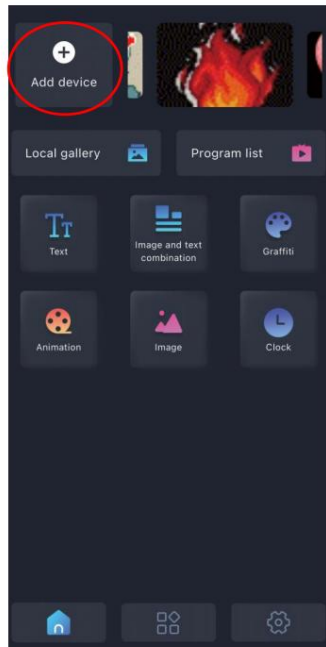 Add device
Local gallery
Program list
Text
Image and text
combination
Graffiti
Animation
Image
Clock